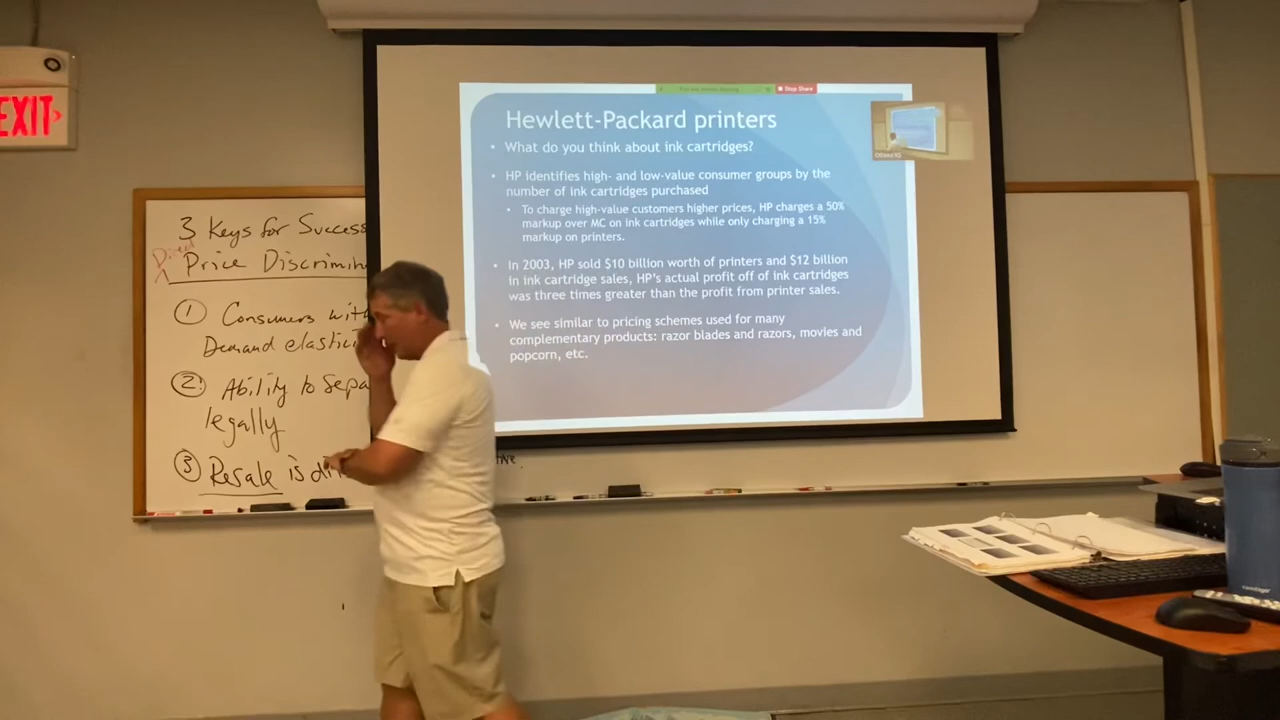 EXIT
3 Keys for Success
Direct
Price Discrimin
① Consumers with
Demand elastici
② Ability to Sepa
legally
③ Resale is di
Stop Share
Hewlett-Packard printers
• What do you think about ink cartridges?
• HP identifies high- and low-value consumer groups by the
number of ink cartridges purchased
• To charge high-value customers higher prices, HP charges a 50%
markup over MC on ink cartridges while only charging a 15%
markup on printers.
• In 2003, HP sold $10 billion worth of printers and $12 billion
in ink cartridge sales, HP's actual profit off of ink cartridges
was three times greater than the profit from printer sales.
• We see similar to pricing schemes used for many
complementary products: razor blades and razors, movies and
popcorn, etc.